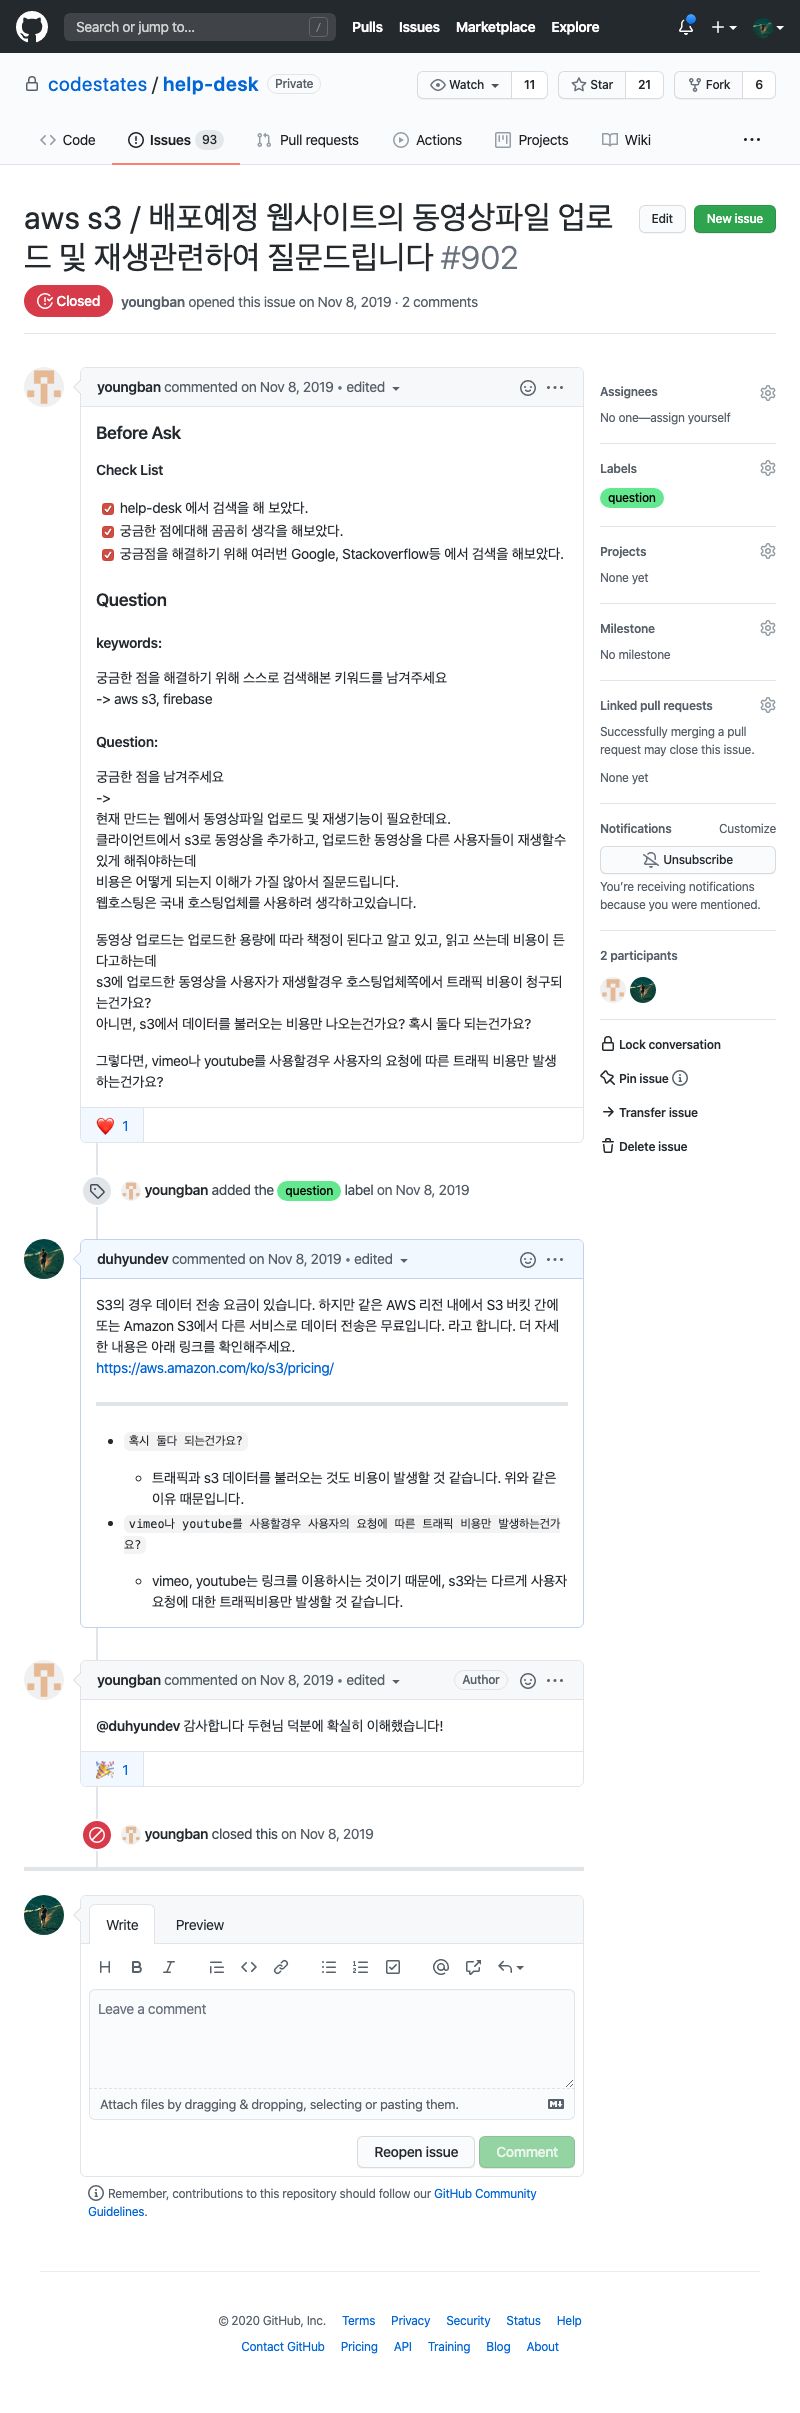 Search or jump to... /
Pulls Issues Marketplace Explore
codestates / help-desk Private
Watch 11 Star 21 Fork 6
Code Issues 93 Pull requests Actions Projects Wiki
aws s3 / 배포예정 웹사이트의 동영상파일 업로
드 및 재생관련하여 질문드립니다 #902
Edit New issue
Closed youngban opened this issue on Nov 8, 2019 · 2 comments
youngban commented on Nov 8, 2019 • edited
Before Ask
Check List
help-desk 에서 검색을 해 보았다.
궁금한 점에대해 곰곰히 생각을 해보았다.
궁금점을 해결하기 위해 여러번 Google, Stackoverflow등 에서 검색을 해보았다.
Question
keywords:
궁금한 점을 해결하기 위해 스스로 검색해본 키워드를 남겨주세요
-> aws s3, firebase
Question:
궁금한 점을 남겨주세요
->
현재 만드는 웹에서 동영상파일 업로드 및 재생기능이 필요한데요.
클라이언트에서 s3로 동영상을 추가하고, 업로드한 동영상을 다른 사용자들이 재생할수
있게 해줘야하는데
비용은 어떻게 되는지 이해가 가질 않아서 질문드립니다.
웹호스팅은 국내 호스팅업체를 사용하려 생각하고있습니다.
동영상 업로드는 업로드한 용량에 따라 책정이 된다고 알고 있고, 읽고 쓰는데 비용이 든
다고하는데
s3에 업로드한 동영상을 사용자가 재생할경우 호스팅업체쪽에서 트래픽 비용이 청구되
는건가요?
아니면, s3에서 데이터를 불러오는 비용만 나오는건가요? 혹시 둘다 되는건가요?
그렇다면, vimeo나 youtube를 사용할경우 사용자의 요청에 따른 트래픽 비용만 발생
하는건가요?
❤️ 1
Assignees
No one—assign yourself
Labels
question
Projects
None yet
Milestone
No milestone
Linked pull requests
Successfully merging a pull
request may close this issue.
None yet
Notifications Customize
Unsubscribe
You're receiving notifications
because you were mentioned.
2 participants
Lock conversation
Pin issue
Transfer issue
Delete issue
youngban added the question label on Nov 8, 2019
duhyundev commented on Nov 8, 2019 • edited
S3의 경우 데이터 전송 요금이 있습니다. 하지만 같은 AWS 리전 내에서 S3 버킷 간에
또는 Amazon S3에서 다른 서비스로 데이터 전송은 무료입니다. 라고 합니다. 더 자세
한 내용은 아래 링크를 확인해주세요.
https://aws.amazon.com/ko/s3/pricing/
• 혹시 둘다 되는건가요?
◦ 트래픽과 s3 데이터를 불러오는 것도 비용이 발생할 것 같습니다. 위와 같은
이유 때문입니다.
• vimeo나 youtube를 사용할경우 사용자의 요청에 따른 트래픽 비용만 발생하는건가
요?
◦ vimeo, youtube는 링크를 이용하시는 것이기 때문에, s3와는 다르게 사용자
요청에 대한 트래픽비용만 발생할 것 같습니다.
youngban commented on Nov 8, 2019 • edited Author
@duhyundev 감사합니다 두현님 덕분에 확실히 이해했습니다!
🎉 1
youngban closed this on Nov 8, 2019
Write Preview
Leave a comment
Attach files by dragging & dropping, selecting or pasting them.
Reopen issue Comment
Remember, contributions to this repository should follow our GitHub Community
Guidelines.
© 2020 GitHub, Inc. Terms Privacy Security Status Help
Contact GitHub Pricing API Training Blog About